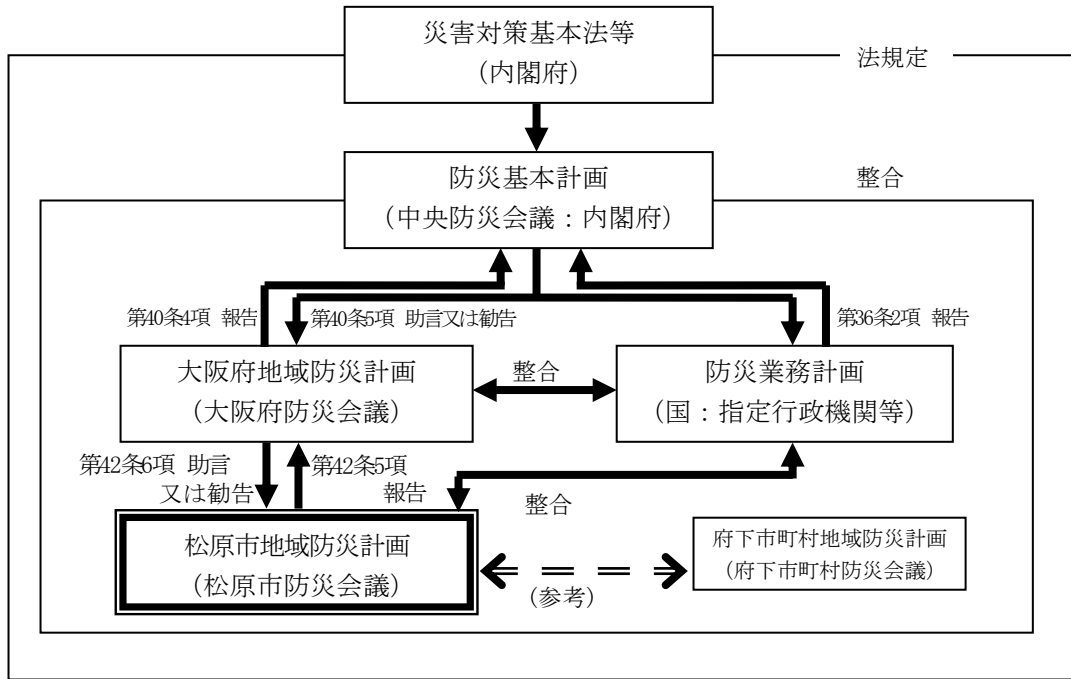 災害対策基本法等
（内閣府）
法規定
防災基本計画
（中央防災会議：内閣府）
整合
第40条4項 報告
第40条5項 助言又は勧告
第36条2項 報告
大阪府地域防災計画
（大阪府防災会議）
整合
防災業務計画
（国：指定行政機関等）
第42条6項 助言
又は勧告
第42条5項
報告
整合
松原市地域防災計画
（松原市防災会議）
（参考）
府下市町村地域防災計画
（府下市町村防災会議）